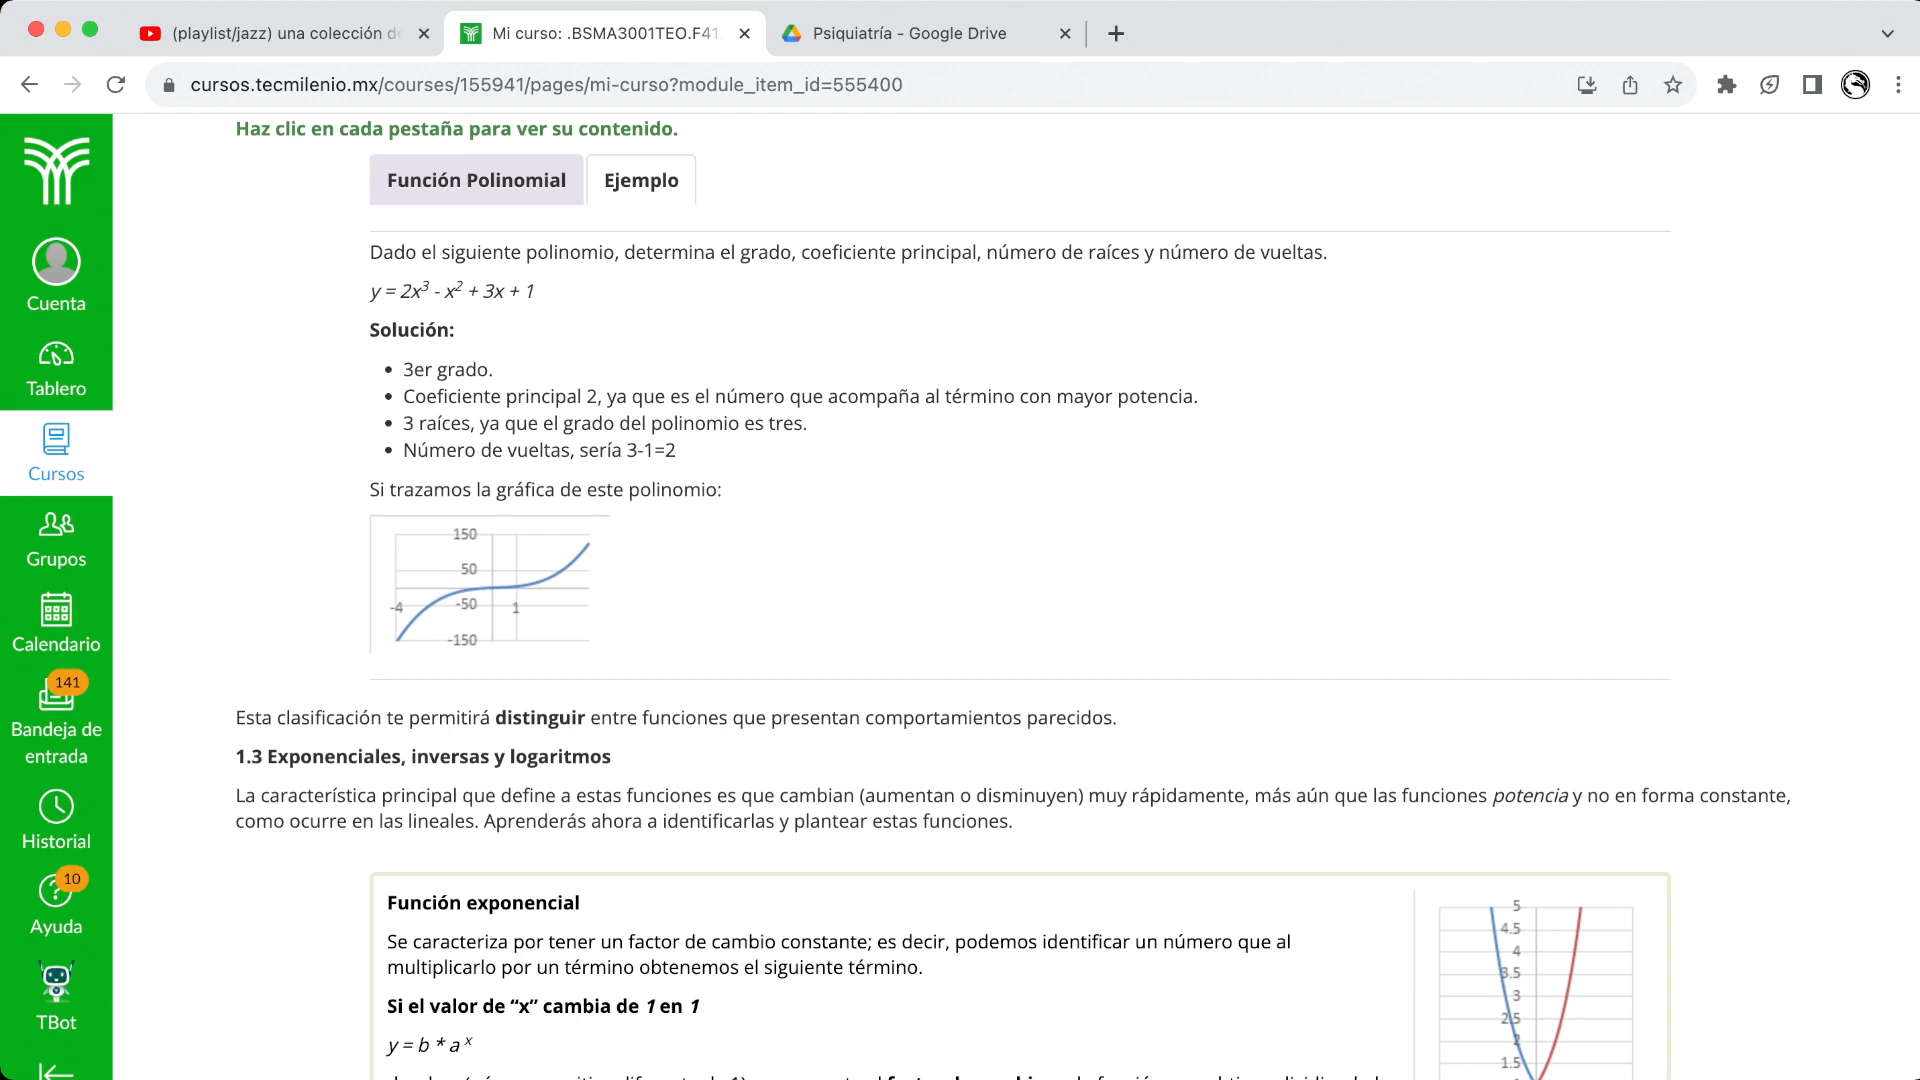 (playlist/jazz) una colección de
Mi curso: .BSMA3001TEO.F41.
Psiquiatría - Google Drive
cursos.tecmilenio.mx/courses/155941/pages/mi-curso?module_item_id=555400
Cuenta
Tablero
Cursos
Grupos
Calendario
141
Bandeja de
entrada
Historial
10
Ayuda
TBot
Haz clic en cada pestaña para ver su contenido.
Función Polinomial
Ejemplo
Dado el siguiente polinomio, determina el grado, coeficiente principal, número de raíces y número de vueltas.
y = 2x³ - x² + 3x + 1
Solución:
• 3er grado.
• Coeficiente principal 2, ya que es el número que acompaña al término con mayor potencia.
• 3 raíces, ya que el grado del polinomio es tres.
• Número de vueltas, sería 3-1=2
Si trazamos la gráfica de este polinomio:
150
50
-4
-50
1
-150
Esta clasificación te permitirá distinguir entre funciones que presentan comportamientos parecidos.
1.3 Exponenciales, inversas y logaritmos
La característica principal que define a estas funciones es que cambian (aumentan o disminuyen) muy rápidamente, más aún que las funciones potencia y no en forma constante,
como ocurre en las lineales. Aprenderás ahora a identificarlas y plantear estas funciones.
Función exponencial
Se caracteriza por tener un factor de cambio constante; es decir, podemos identificar un número que al
multiplicarlo por un término obtenemos el siguiente término.
Si el valor de “x” cambia de 1 en 1
y = b * a ˣ
5
4.5
4
3.5
3
2.5
2
1.5